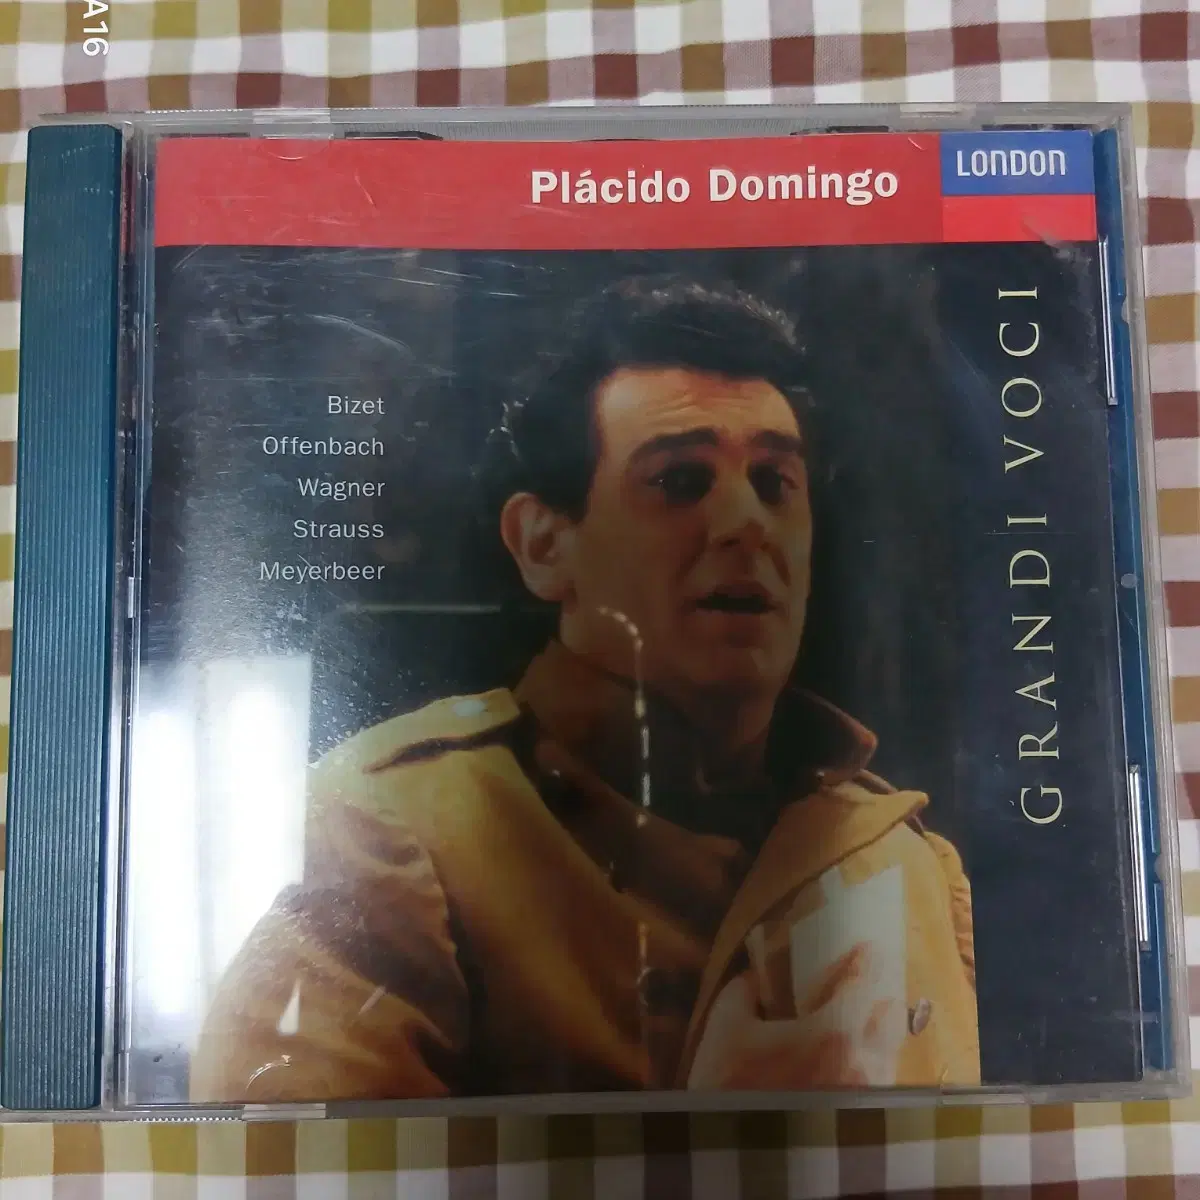 A16
Plácido Domingo
LONDON
Bizet
Offenbach
Wagner
Strauss
Meyerbeer
GRANDI VOCI